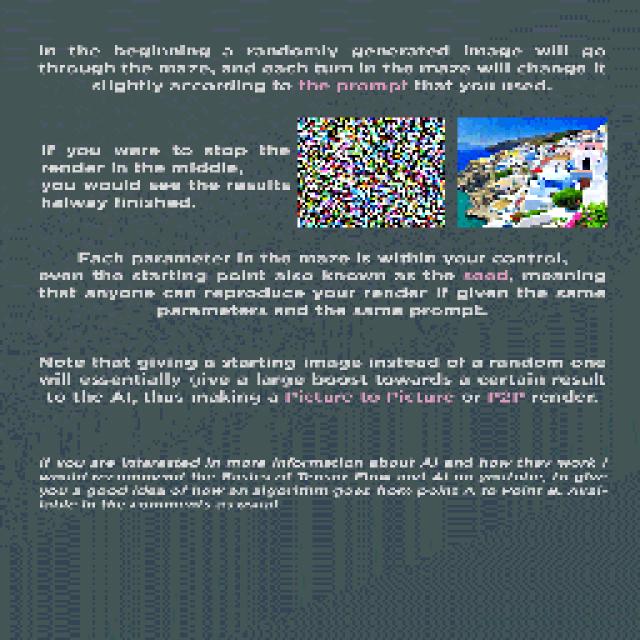 In the beginning a randomly generated image will go
through the maze, and each turn in the maze will change it
slightly according to the prompt that you used.
If you were to stop the
render in the middle,
you would see the results
halway finished.
Each parameter in the maze is within your control,
even the starting point also known as the seed, meaning
that anyone can reproduce your render if given the same
parameters and the same prompt.
Note that giving a starting image instead of a random one
will essentially give a large boost towards a certain result
to the AI, thus making a Picture to Picture or P2P render.
If you are interested in more information about AI and how they work I
would recommend the Basics of Tensor Flow and AI on youtube, to give
you a good idea of how an algorithm goes from point A to Point B. Avail-
lable in the comments as